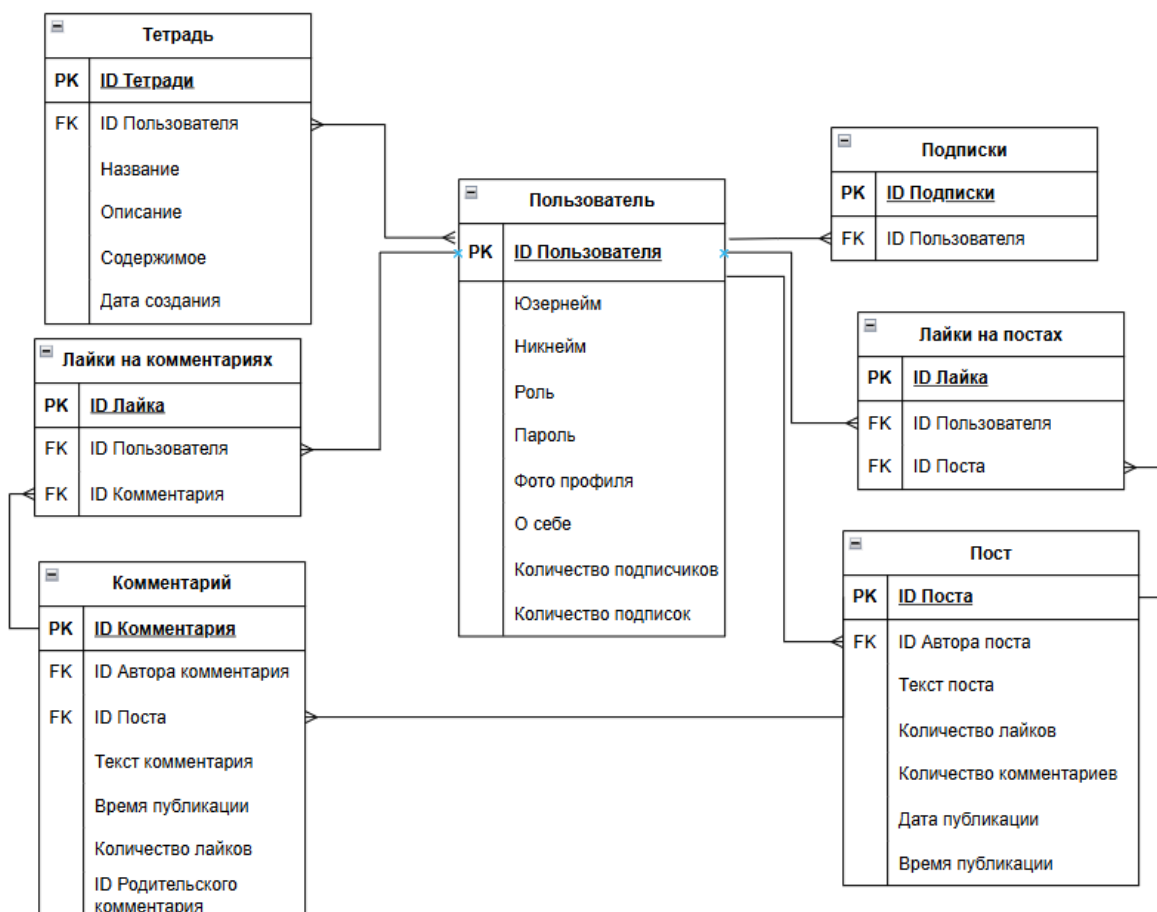 Тетрадь
PK ID Тетради
FK ID Пользователя
Название
Описание
Содержимое
Дата создания
Лайки на комментариях
PK ID Лайка
FK ID Пользователя
FK ID Комментария
Комментарий
PK ID Комментария
FK ID Автора комментария
FK ID Поста
Текст комментария
Время публикации
Количество лайков
ID Родительского
комментария
Пользователь
PK ID Пользователя
Юзернейм
Никнейм
Роль
Пароль
Фото профиля
О себе
Количество подписчиков
Количество подписок
Подписки
PK ID Подписки
FK ID Пользователя
Лайки на постах
PK ID Лайка
FK ID Пользователя
FK ID Поста
Пост
PK ID Поста
FK ID Автора поста
Текст поста
Количество лайков
Количество комментариев
Дата публикации
Время публикации